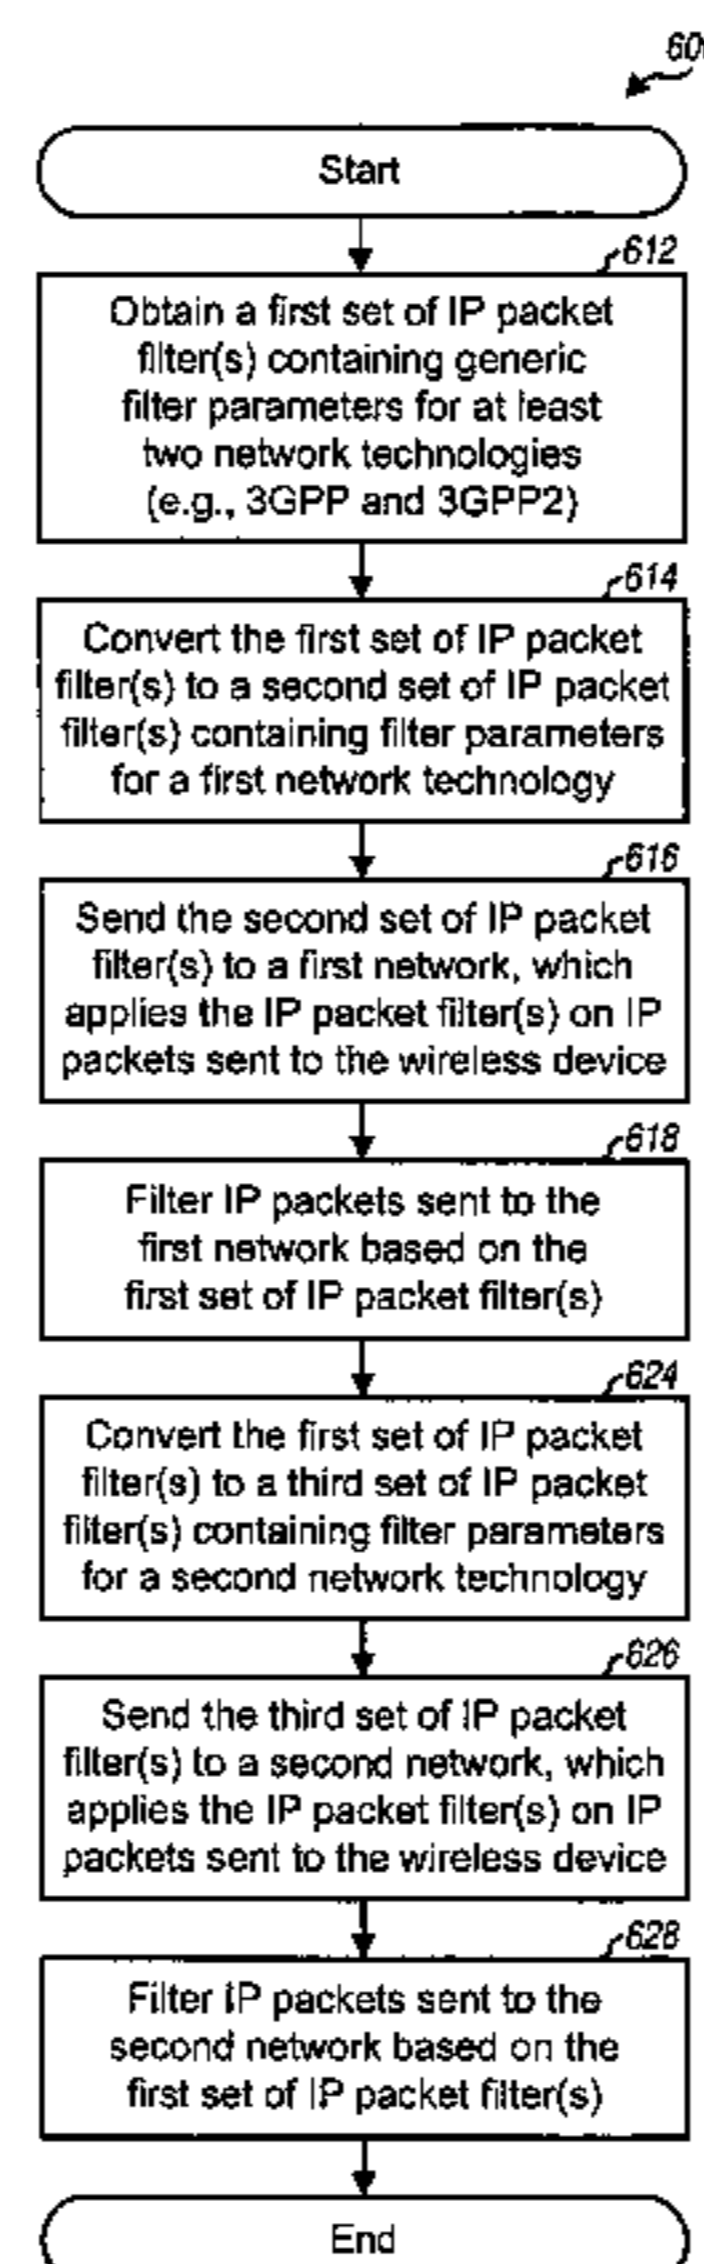 Start
612
Obtain a first set of IP packet
filter(s) containing generic
filter parameters for at least
two network technologies
(e.g., 3GPP and 3GPP2)
614
Convert the first set of IP packet
filter(s) to a second set of IP packet
filter(s) containing filter parameters
for a first network technology
616
Send the second set of IP packet
filter(s) to a first network, which
applies the IP packet filter(s) on IP
packets sent to the wireless device
618
Filter IP packets sent to the
first network based on the
first set of IP packet filter(s)
624
Convert the first set of IP packet
filter(s) to a third set of IP packet
filter(s) containing filter parameters
for a second network technology
626
Send the third set of IP packet
filter(s) to a second network, which
applies the IP packet filter(s) on IP
packets sent to the wireless device
628
Filter IP packets sent to the
second network based on the
first set of IP packet filter(s)
End